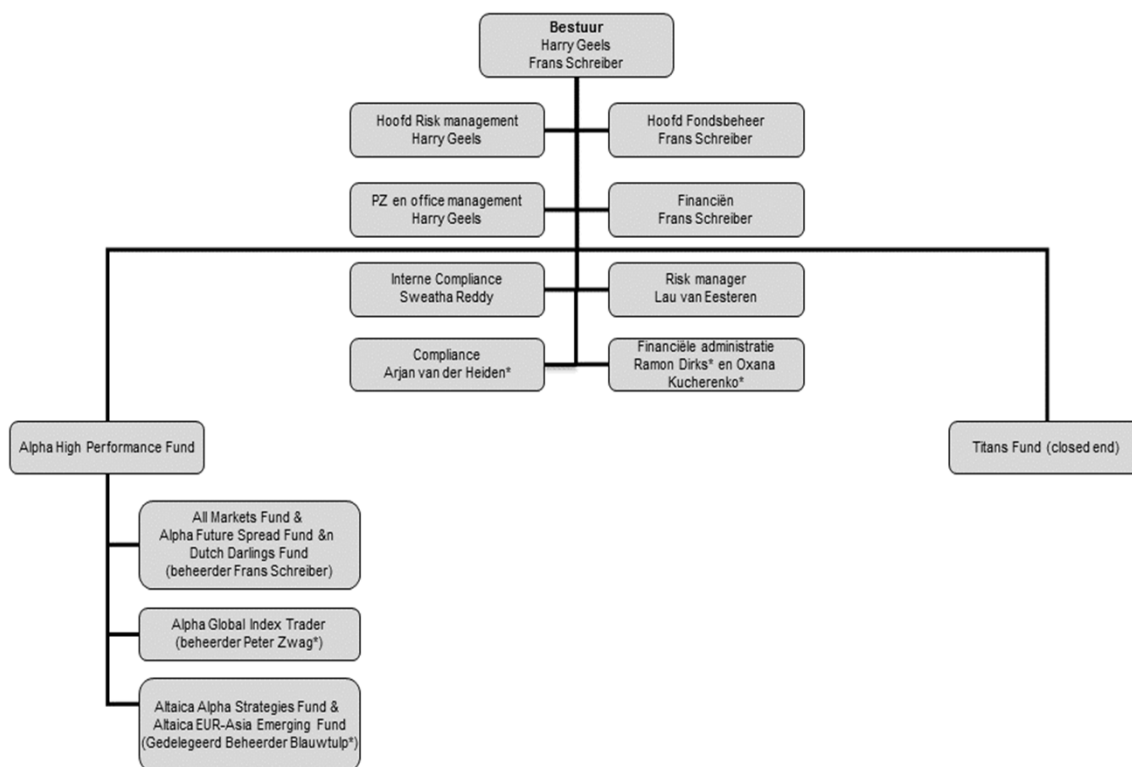 Bestuur
Harry Geels
Frans Schreiber
Hoofd Risk management
Harry Geels
Hoofd Fondsbeheer
Frans Schreiber
PZ en office management
Harry Geels
Financiën
Frans Schreiber
Interne Compliance
Sweatha Reddy
Risk manager
Lau van Eesteren
Compliance
Arjan van der Heiden*
Financiële administratie
Ramon Dirks* en Oxana
Kucherenko*
Alpha High Performance Fund
Titans Fund (closed end)
All Markets Fund &
Alpha Future Spread Fund &n
Dutch Darlings Fund
(beheerder Frans Schreiber)
Alpha Global Index Trader
(beheerder Peter Zwag*)
Altaica Alpha Strategies Fund &
Altaica EUR-Asia Emerging Fund
(Gedelegeerd Beheerder Blauwtulp*)